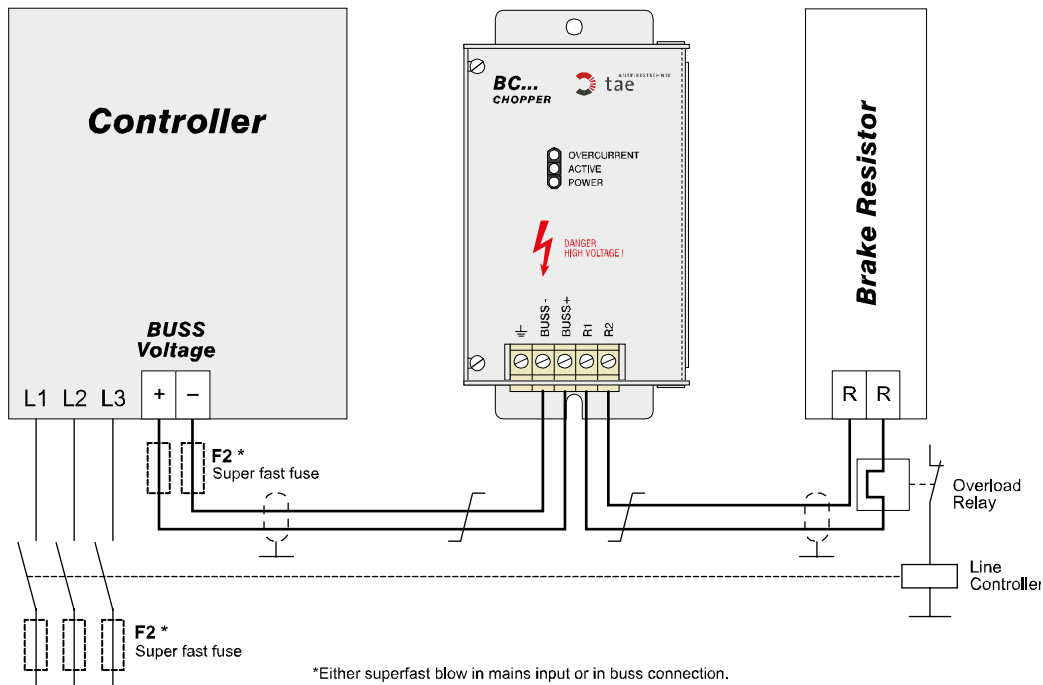 Controller
BUSS
Voltage
L1 L2 L3 + –
F2 *
Super fast fuse
F2 *
Super fast fuse
BC...
CHOPPER
ANTRIEBSTECHNIK
tae
OVERCURRENT
ACTIVE
POWER
DANGER
HIGH VOLTAGE !
BUSS -
BUSS+
R1
R2
Brake Resistor
R R
Overload
Relay
Line
Controller
*Either superfast blow in mains input or in buss connection.